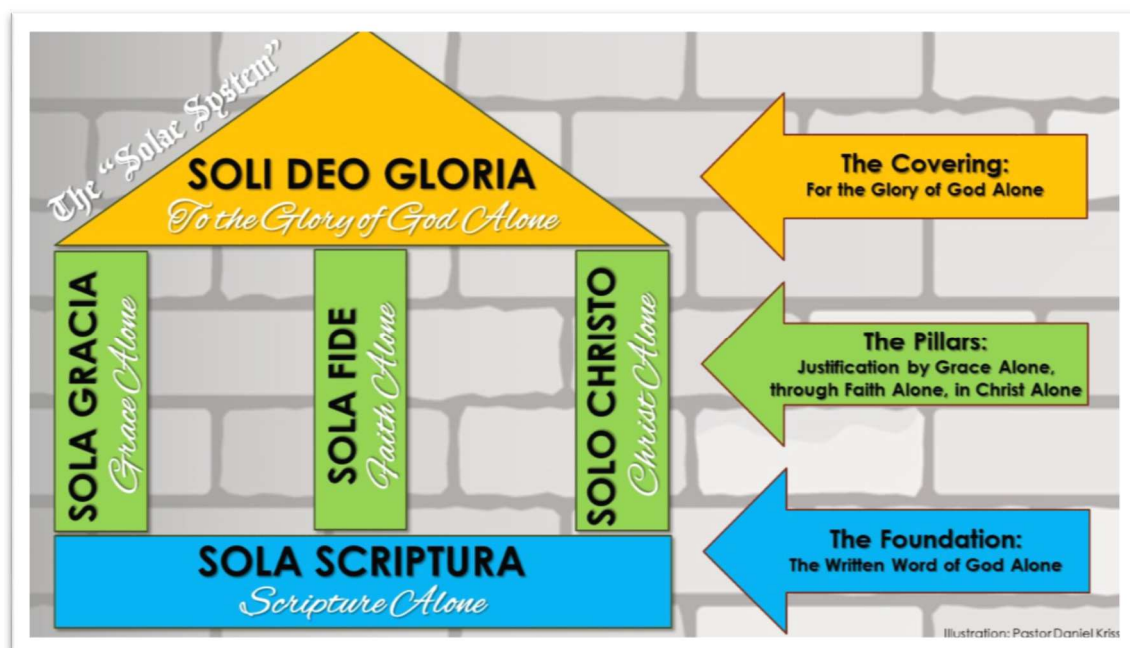 The "Solae System"
SOLI DEO GLORIA
To the Glory of God Alone
SOLA GRACIA
Grace Alone
SOLA FIDE
Faith Alone
SOLO CHRISTO
Christ Alone
SOLA SCRIPTURA
Scripture Alone
The Covering:
For the Glory of God Alone
The Pillars:
Justification by Grace Alone,
through Faith Alone, in Christ Alone
The Foundation:
The Written Word of God Alone
Illustration: Pastor Daniel Kriss